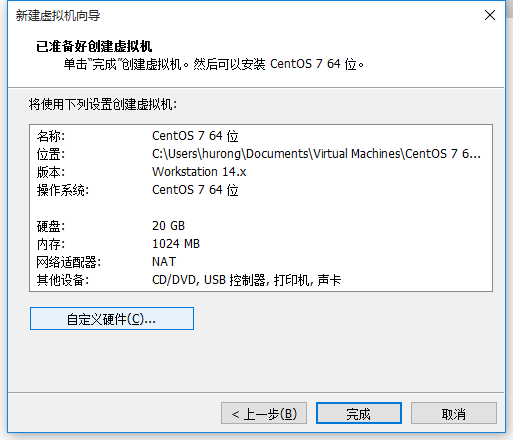 新建虚拟机向导
已准备好创建虚拟机
单击“完成”创建虚拟机。然后可以安装 CentOS 7 64 位。
将使用下列设置创建虚拟机:
名称: CentOS 7 64 位
位置: C:\Users\hurong\Documents\Virtual Machines\CentOS 7 6...
版本: Workstation 14.x
操作系统: CentOS 7 64 位
硬盘: 20 GB
内存: 1024 MB
网络适配器: NAT
其他设备: CD/DVD, USB 控制器, 打印机, 声卡
自定义硬件(C)...
< 上一步(B) 完成 取消